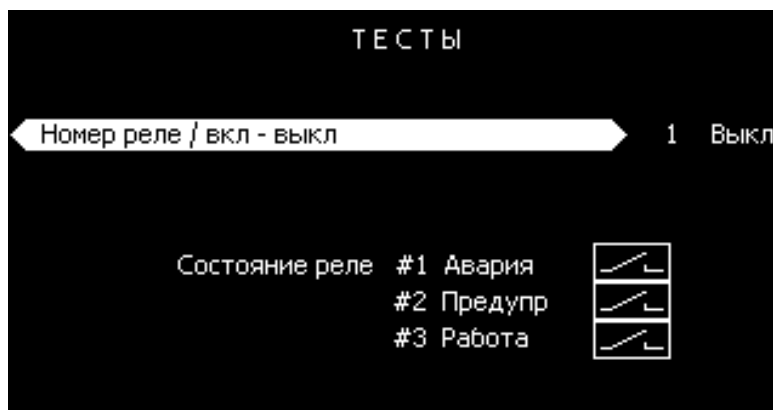 ТЕСТЫ
Номер реле / вкл - выкл 1 Выкл
Состояние реле #1 Авария
#2 Предупр
#3 Работа